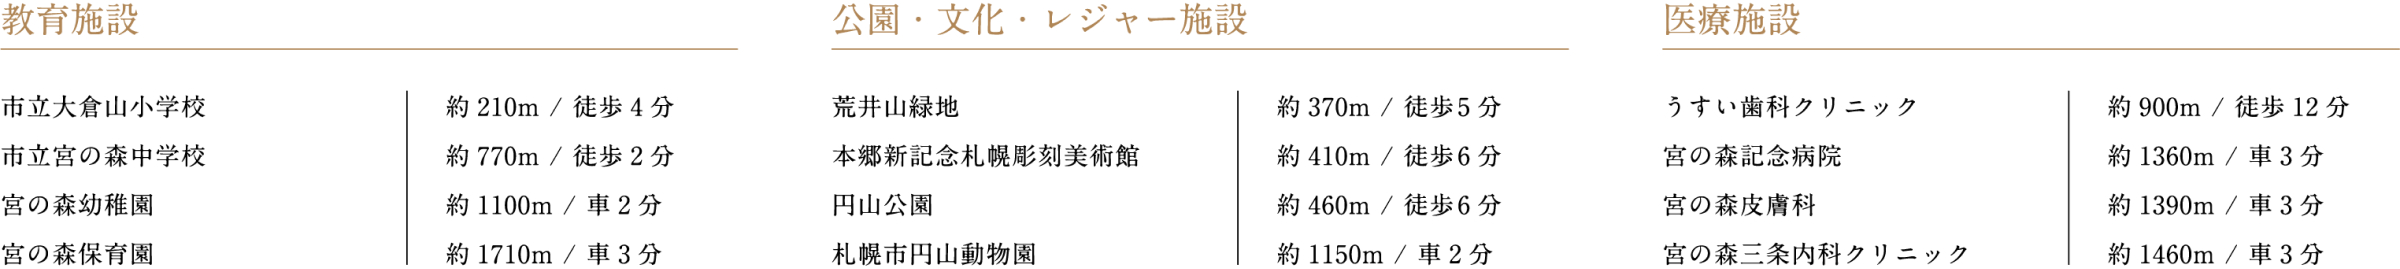 教育施設
市立大倉山小学校 約 210m / 徒歩 4 分
市立宮の森中学校 約 770m / 徒歩 2 分
宮の森幼稚園 約 1100m / 車 2 分
宮の森保育園 約 1710m / 車 3 分
公園・文化・レジャー施設
荒井山緑地 約 370m / 徒歩5 分
本郷新記念札幌彫刻美術館 約 410m / 徒歩6 分
円山公園 約 460m / 徒歩6 分
札幌市円山動物園 約 1150m / 車 2 分
医療施設
うすい歯科クリニック 約 900m / 徒歩 12 分
宮の森記念病院 約 1360m / 車 3 分
宮の森皮膚科 約 1390m / 車 3 分
宮の森三条内科クリニック 約 1460m / 車 3 分